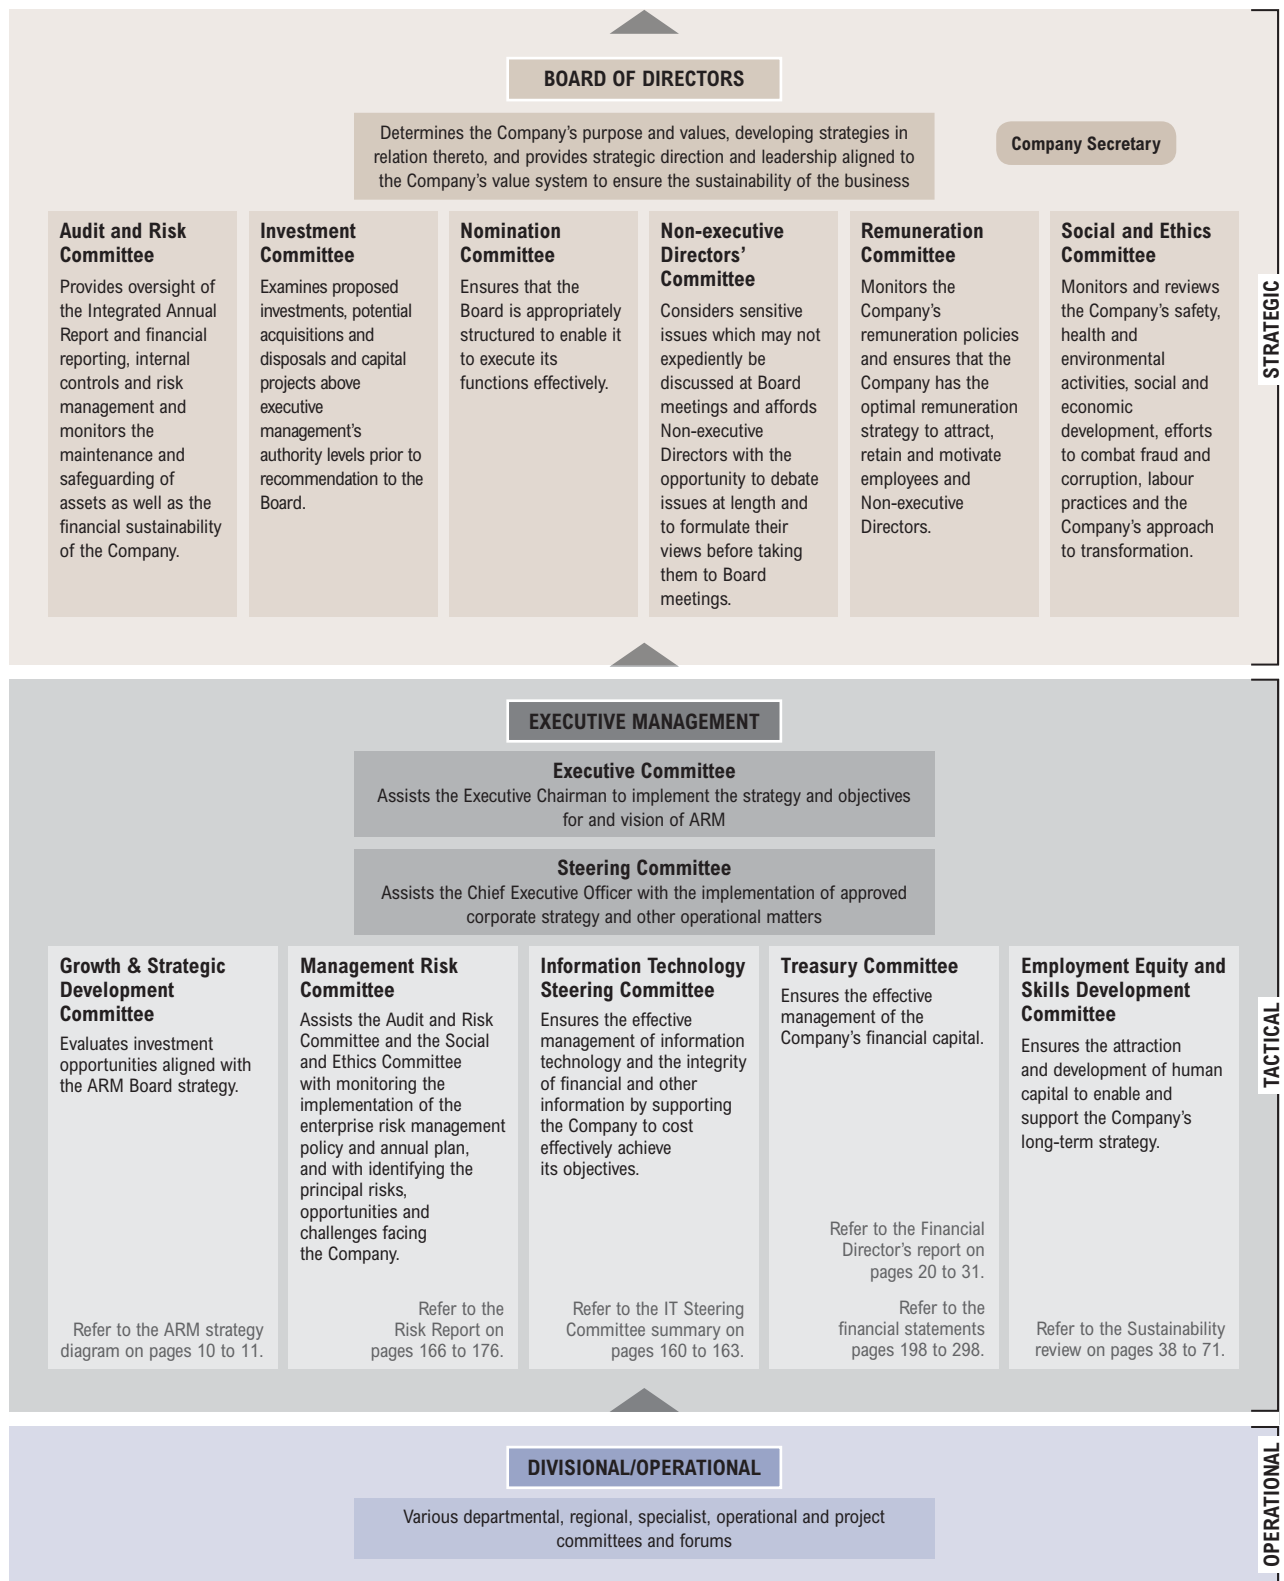 BOARD OF DIRECTORS
Determines the Company's purpose and values, developing strategies in
relation thereto, and provides strategic direction and leadership aligned to
the Company's value system to ensure the sustainability of the business
Company Secretary
Audit and Risk
Committee
Provides oversight of
the Integrated Annual
Report and financial
reporting, internal
controls and risk
management and
monitors the
maintenance and
safeguarding of
assets as well as the
financial sustainability
of the Company.
Investment
Committee
Examines proposed
investments, potential
acquisitions and
disposals and capital
projects above
executive
management's
authority levels prior to
recommendation to the
Board.
Nomination
Committee
Ensures that the
Board is appropriately
structured to enable it
to execute its
functions effectively.
Non-executive
Directors'
Committee
Considers sensitive
issues which may not
expediently be
discussed at Board
meetings and affords
Non-executive
Directors with the
opportunity to debate
issues at length and
to formulate their
views before taking
them to Board
meetings.
Remuneration
Committee
Monitors the
Company's
remuneration policies
and ensures that the
Company has the
optimal remuneration
strategy to attract,
retain and motivate
employees and
Non-executive
Directors.
Social and Ethics
Committee
Monitors and reviews
the Company's safety,
health and
environmental
activities, social and
economic
development, efforts
to combat fraud and
corruption, labour
practices and the
Company's approach
to transformation.
STRATEGIC
EXECUTIVE MANAGEMENT
Executive Committee
Assists the Executive Chairman to implement the strategy and objectives
for and vision of ARM
Steering Committee
Assists the Chief Executive Officer with the implementation of approved
corporate strategy and other operational matters
Growth & Strategic
Development
Committee
Evaluates investment
opportunities aligned with
the ARM Board strategy.
Refer to the ARM strategy
diagram on pages 10 to 11.
Management Risk
Committee
Assists the Audit and Risk
Committee and the Social
and Ethics Committee
with monitoring the
implementation of the
enterprise risk management
policy and annual plan,
and with identifying the
principal risks,
opportunities and
challenges facing
the Company.
Refer to the
Risk Report on
pages 166 to 176.
Information Technology
Steering Committee
Ensures the effective
management of information
technology and the integrity
of financial and other
information by supporting
the Company to cost
effectively achieve
its objectives.
Refer to the IT Steering
Committee summary on
pages 160 to 163.
Treasury Committee
Ensures the effective
management of the
Company's financial capital.
Refer to the Financial
Director's report on
pages 20 to 31.
Refer to the
financial statements
pages 198 to 298.
Employment Equity and
Skills Development
Committee
Ensures the attraction
and development of human
capital to enable and
support the Company's
long-term strategy.
Refer to the Sustainability
review on pages 38 to 71.
TACTICAL
DIVISIONAL/OPERATIONAL
Various departmental, regional, specialist, operational and project
committees and forums
OPERATIONAL